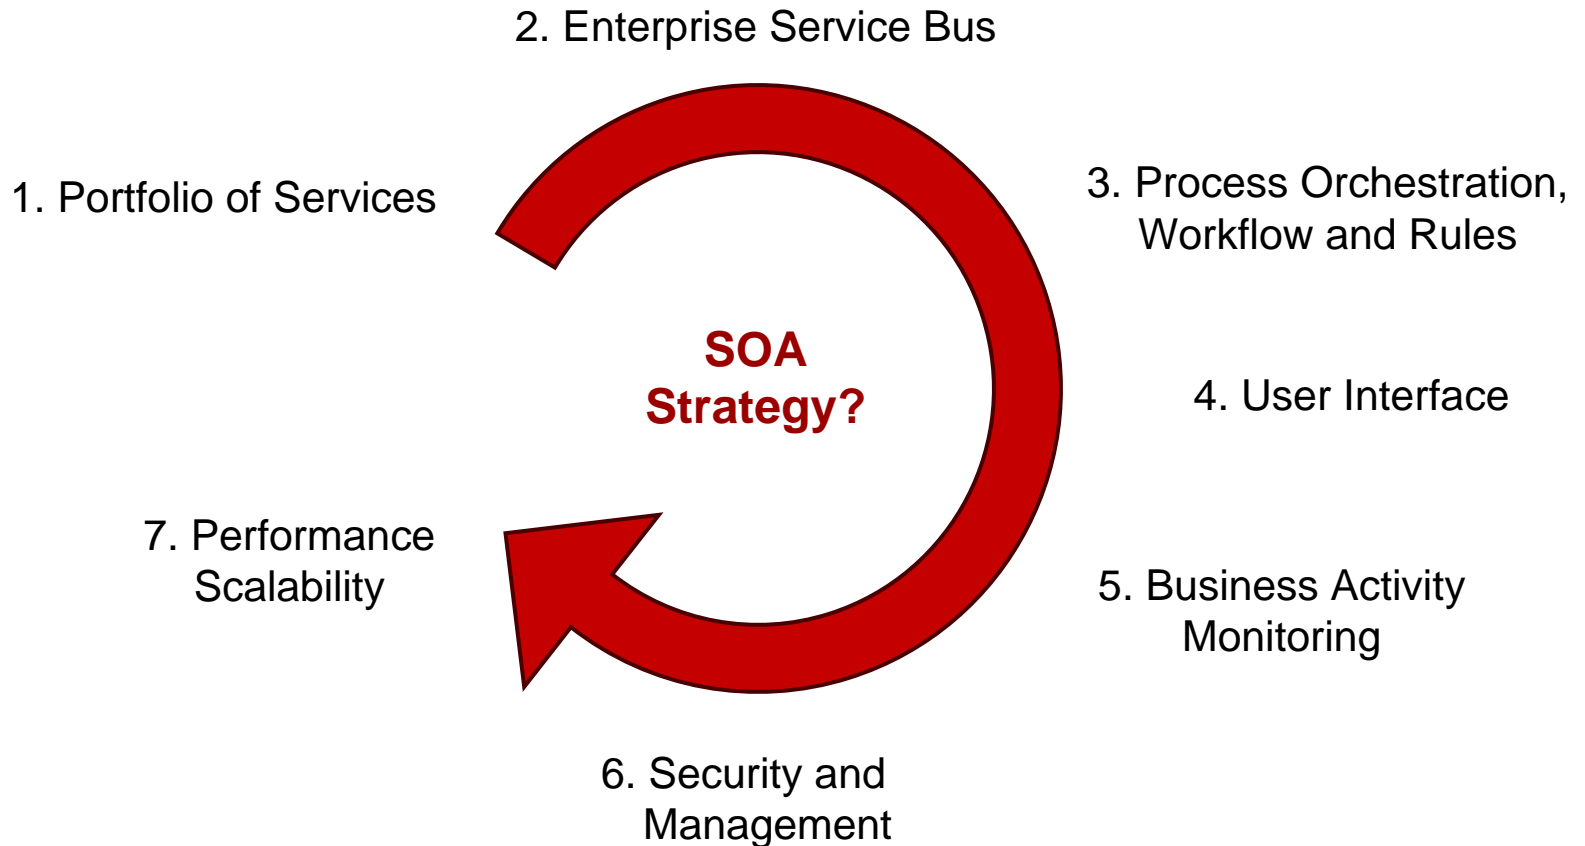 2. Enterprise Service Bus
1. Portfolio of Services
3. Process Orchestration,
Workflow and Rules
SOA
Strategy?
4. User Interface
7. Performance
Scalability
5. Business Activity
Monitoring
6. Security and
Management